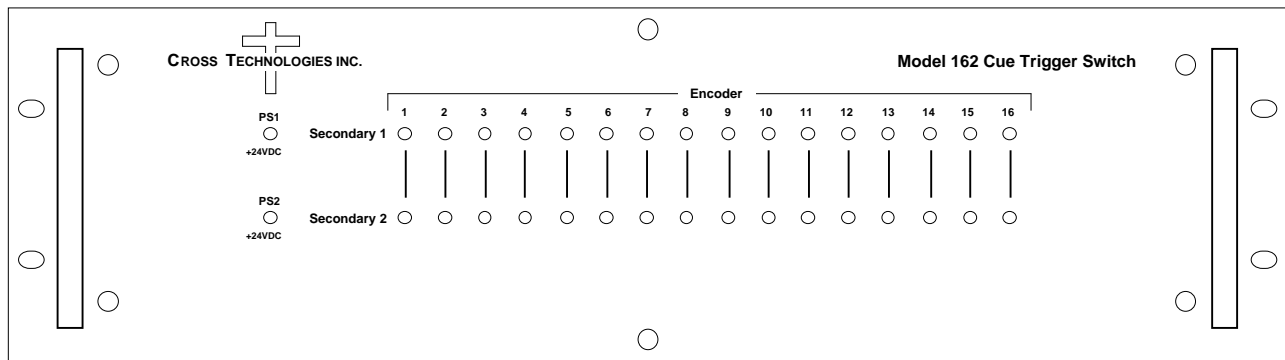 CROSS TECHNOLOGIES INC.
Model 162 Cue Trigger Switch
Encoder
1 2 3 4 5 6 7 8 9 10 11 12 13 14 15 16
PS1
Secondary 1
+24VDC
PS2
Secondary 2
+24VDC